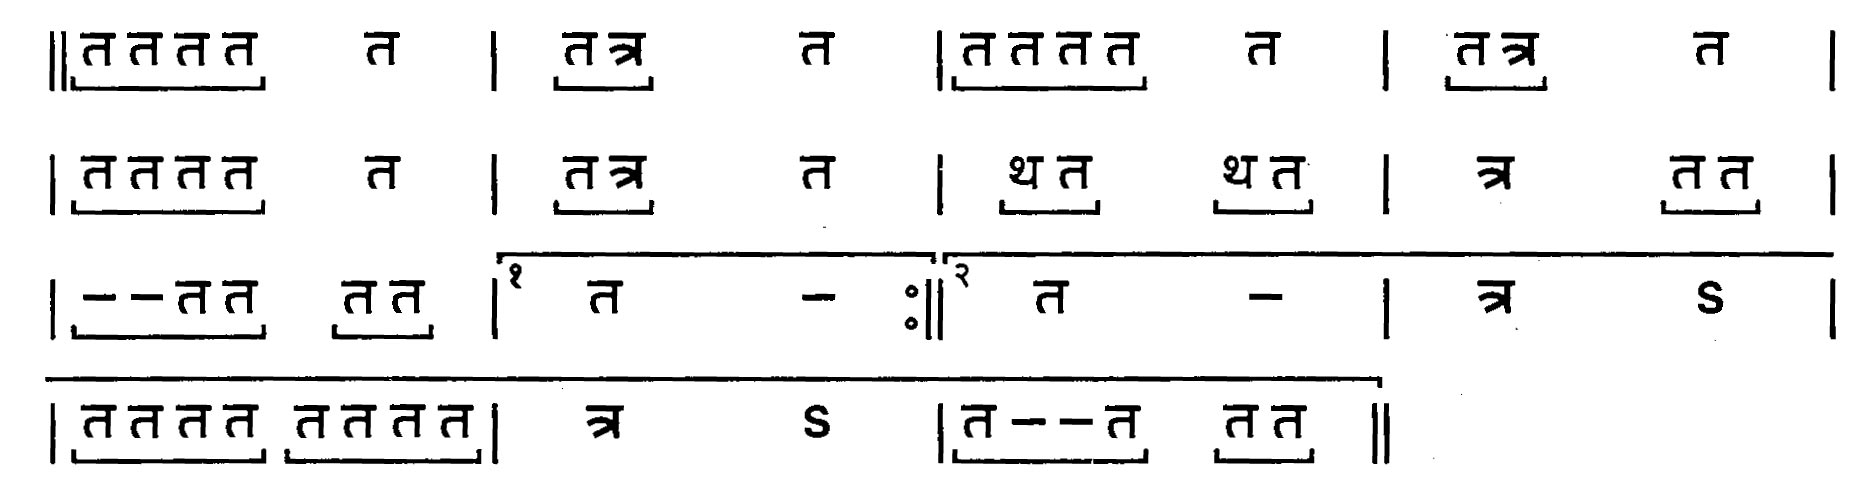 ||तततत त | तत्र त |तततत त | तत्र त |
|तततत त | तत्र त | थत थत | त्र तत |
|--तत तत |१ त - :||२ त - | त्र S |
|तततत तततत| त्र S |त--त तत ||